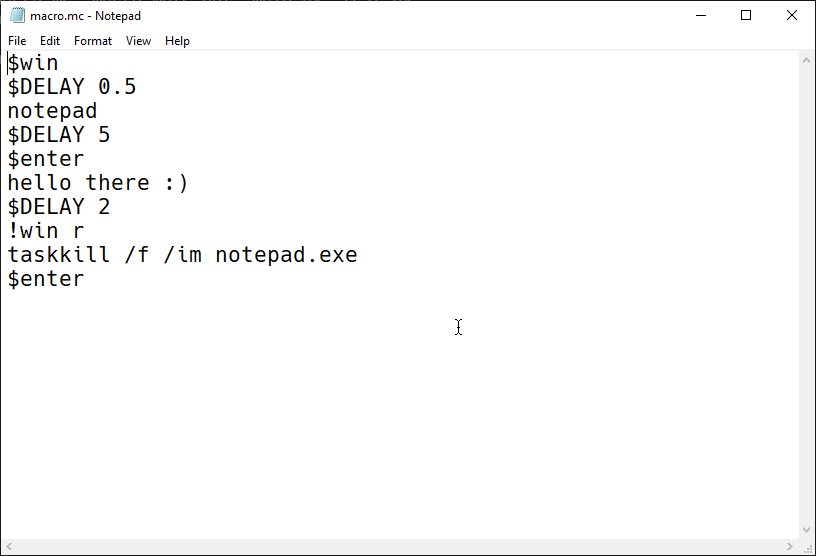 macro.mc - Notepad
File Edit Format View Help
$win
$DELAY 0.5
notepad
$DELAY 5
$enter
hello there :)
$DELAY 2
!win r
taskkill /f /im notepad.exe
$enter